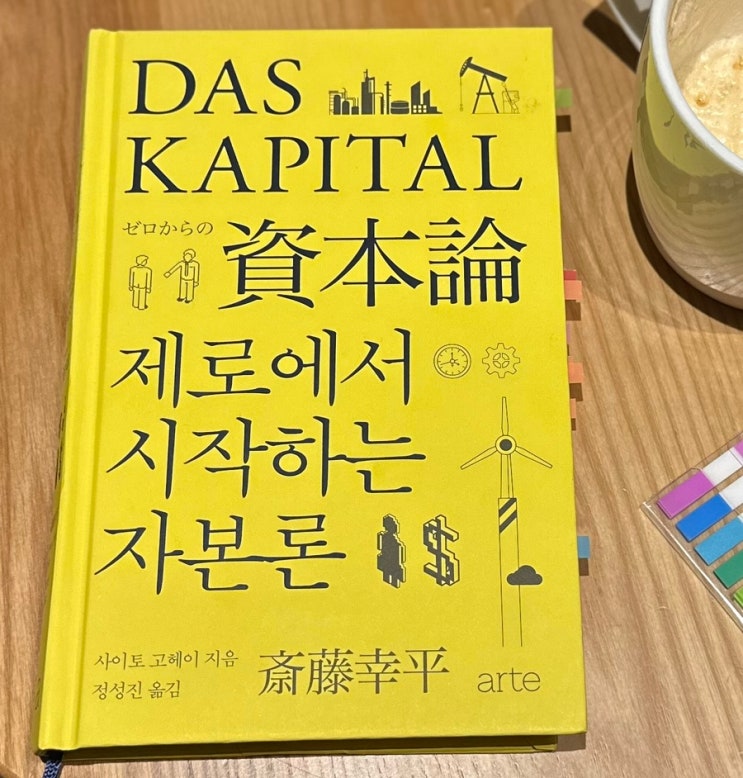 DAS
KAPITAL
ゼロからの
資本論
제로에서
시작하는
자본론
사이토 고헤이 지음
정성진 옮김
斎藤幸平
arte